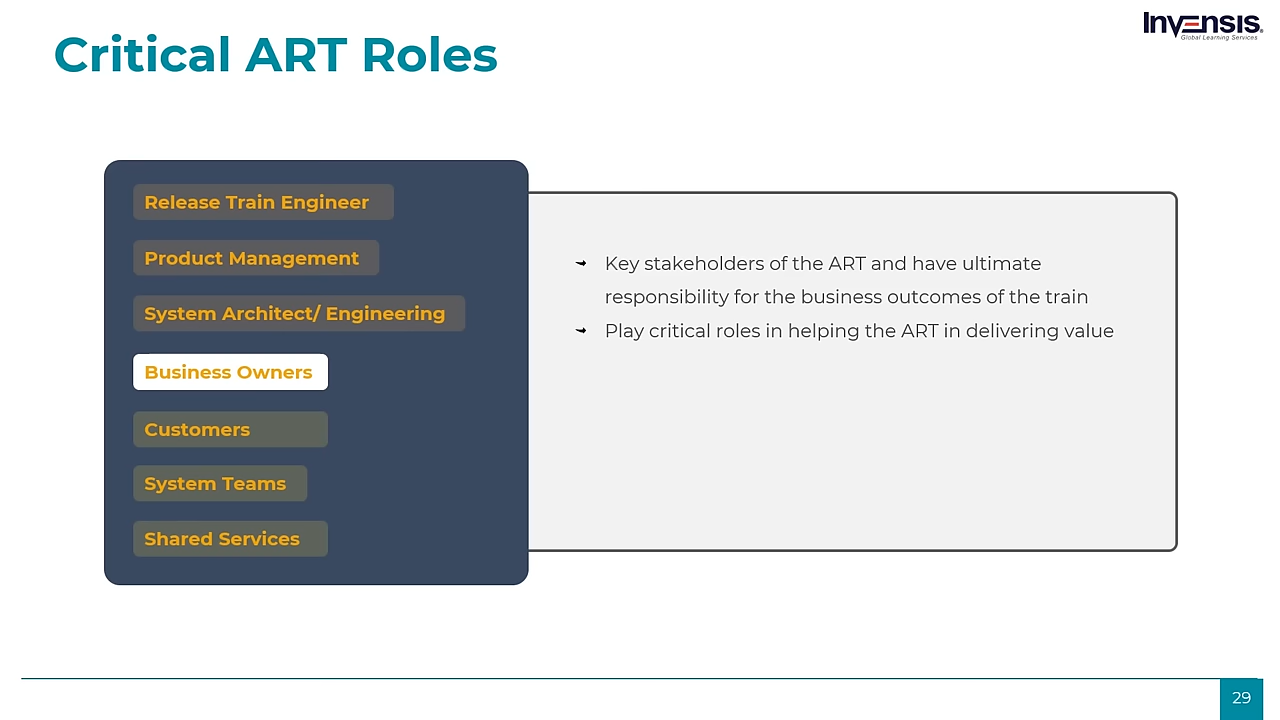 Invensis®
Global Learning Services
Critical ART Roles
Release Train Engineer
Product Management
System Architect/ Engineering
Business Owners
Customers
System Teams
Shared Services
Key stakeholders of the ART and have ultimate
responsibility for the business outcomes of the train
Play critical roles in helping the ART in delivering value
29